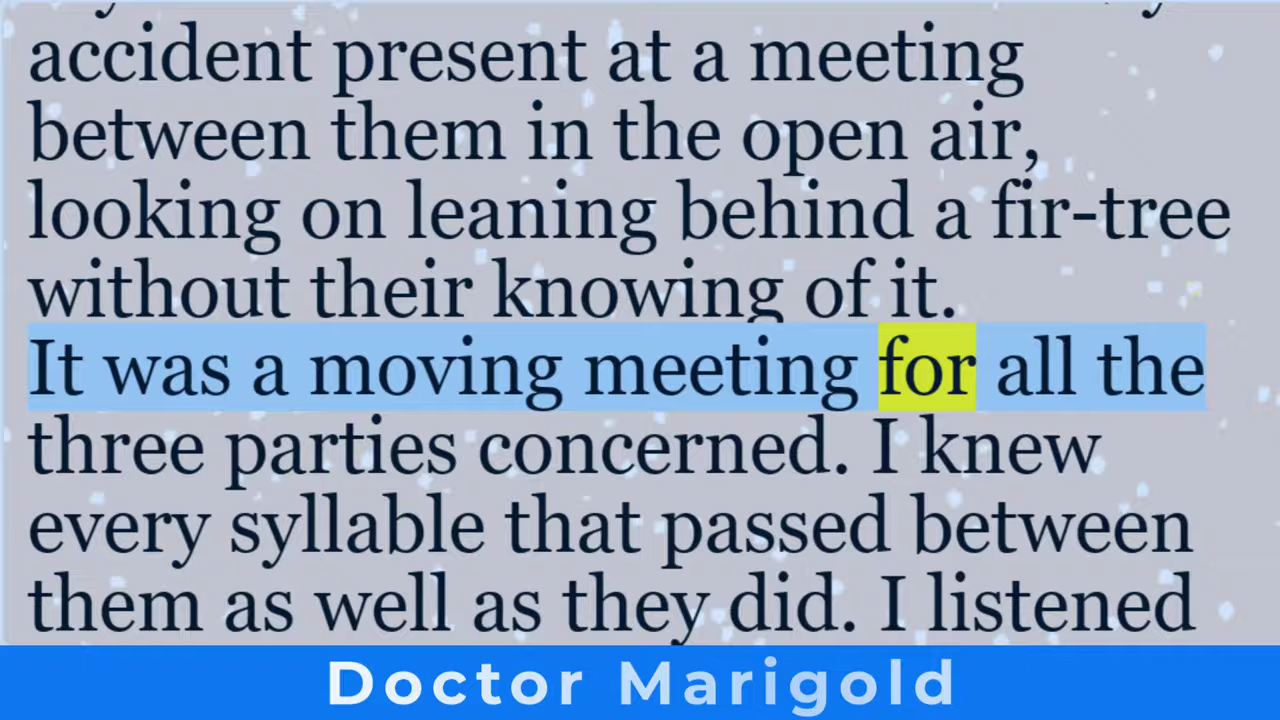 accident present at a meeting
between them in the open air,
looking on leaning behind a fir-tree
without their knowing of it.
It was a moving meeting for all the
three parties concerned. I knew
every syllable that passed between
them as well as they did. I listened
Doctor Marigold